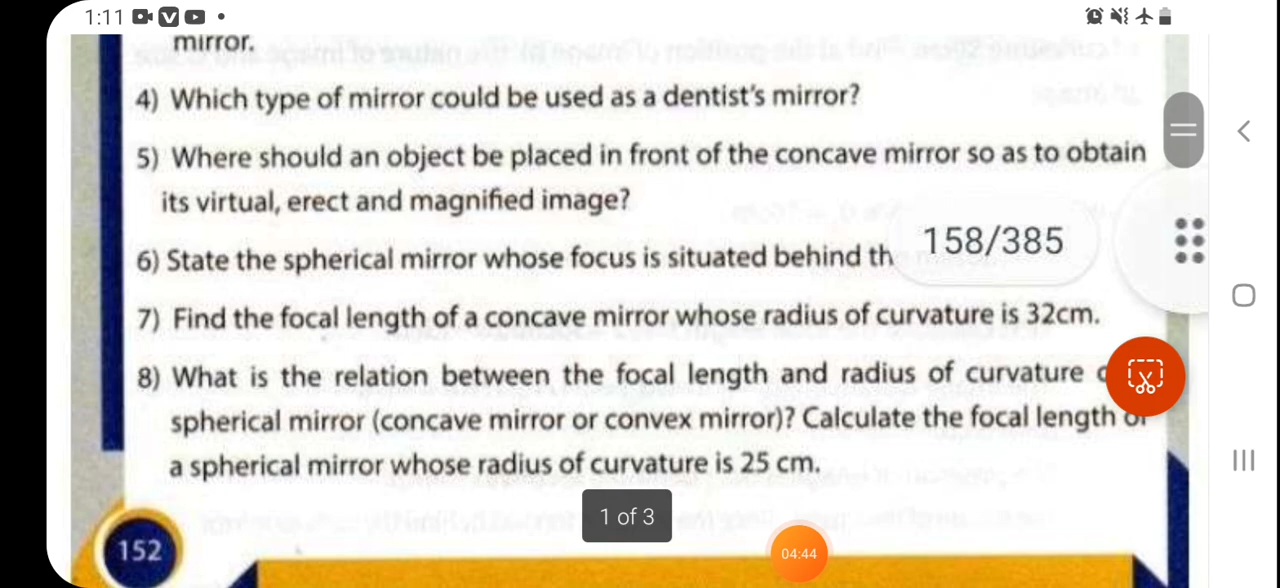 1:11
mirror.
4) Which type of mirror could be used as a dentist's mirror?
5) Where should an object be placed in front of the concave mirror so as to obtain
its virtual, erect and magnified image?
158/385
6) State the spherical mirror whose focus is situated behind
7) Find the focal length of a concave mirror whose radius of curvature is 32cm.
8) What is the relation between the focal length and radius of curvature
spherical mirror (concave mirror or convex mirror)? Calculate the focal length of
a spherical mirror whose radius of curvature is 25 cm.
1 of 3
152
04:44